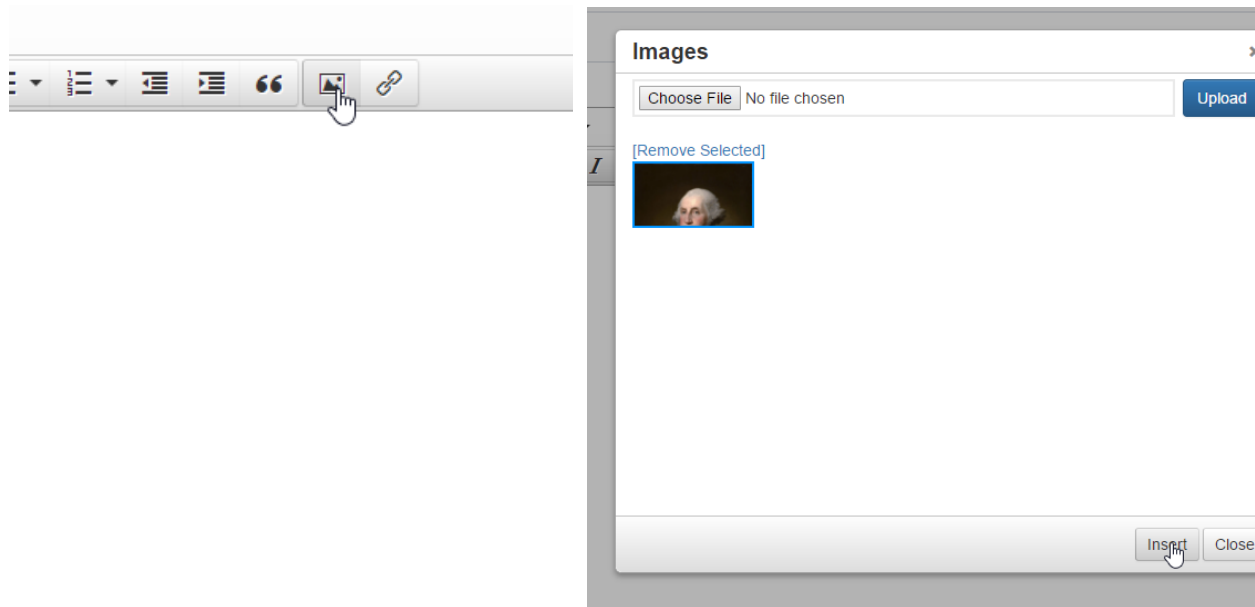 Images
Choose File No file chosen
Upload
[Remove Selected]
I
Insert
Close